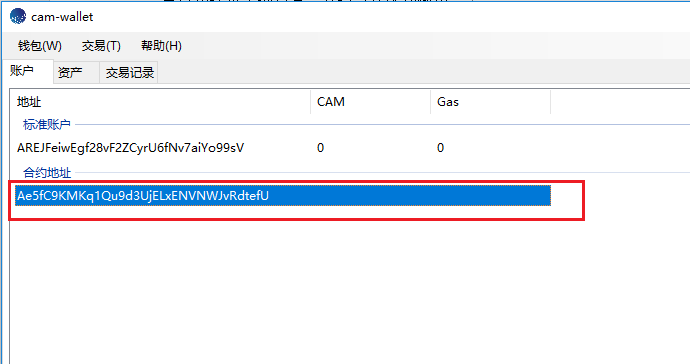 cam-wallet
钱包(W) 交易(T) 帮助(H)
账户 资产 交易记录
地址 CAM Gas
标准账户
AREJFeiwEgf28vF2ZCyrU6fNv7aiYo99sV 0 0
合约地址
Ae5fC9KMKq1Qu9d3UjELxENVNWJvRdtefU